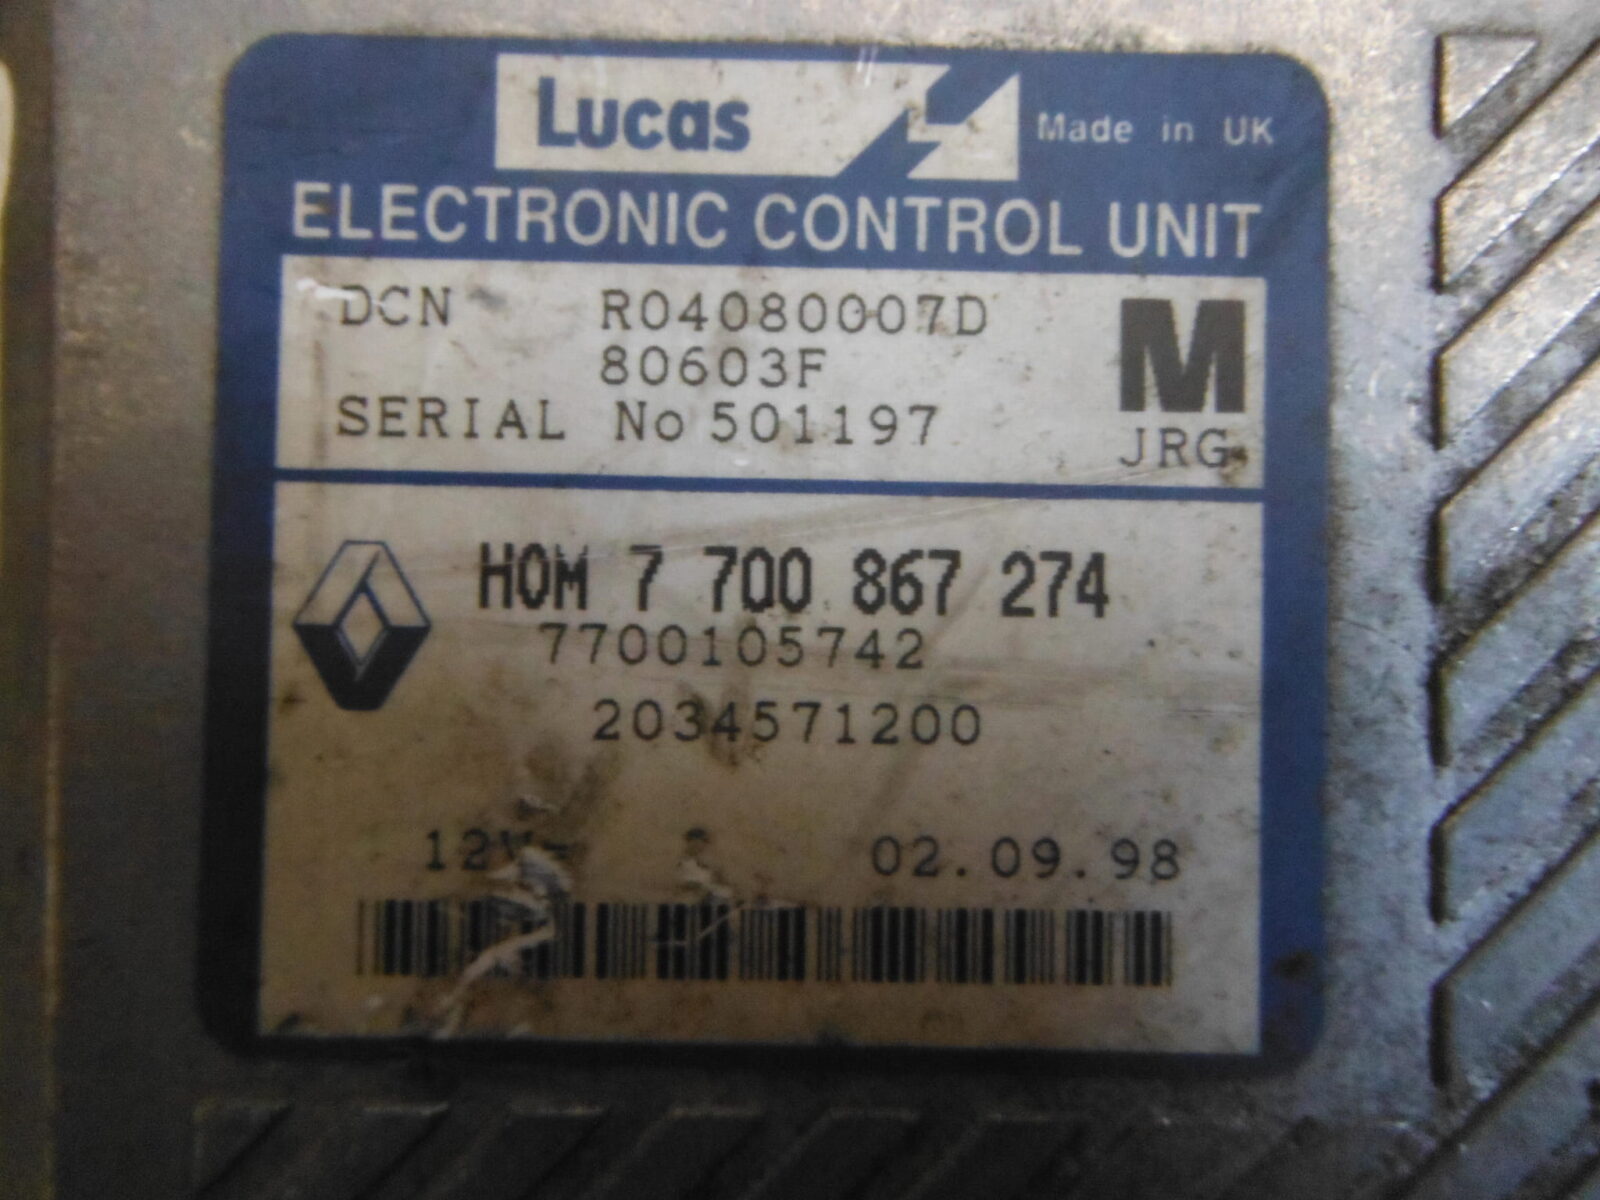 Lucas
Made in UK
ELECTRONIC CONTROL UNIT
DCN R04080007D
80603F
M
SERIAL No 501197
JRG
HOM 7 700 867 274
7700105742
2034571200
02.09.98